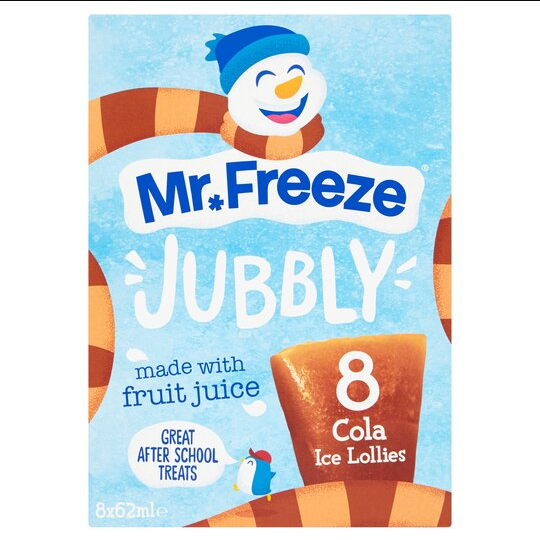 Mr. Freeze®
JUBBLY
made with
fruit juice
8
Cola
Ice Lollies
GREAT
AFTER SCHOOL
TREATS
8x62ml℮